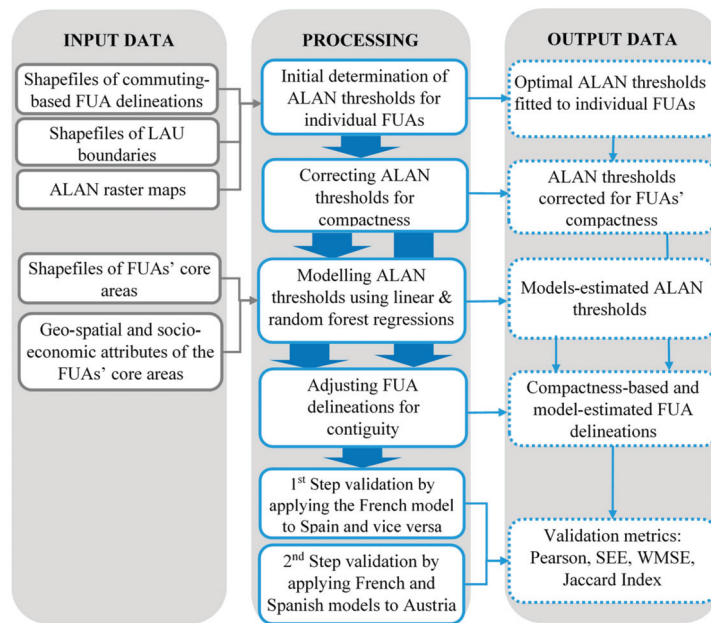 INPUT DATA
Shapefiles of commuting-
based FUA delineations
Shapefiles of LAU
boundaries
ALAN raster maps
Shapefiles of FUAs' core
areas
Geo-spatial and socio-
economic attributes of the
FUAs' core areas
PROCESSING
Initial determination of
ALAN thresholds for
individual FUAs
Correcting ALAN
thresholds for
compactness
Modelling ALAN
thresholds using linear &
random forest regressions
Adjusting FUA
delineations for
contiguity
1st Step validation by
applying the French model
to Spain and vice versa
2nd Step validation by
applying French and
Spanish models to Austria
OUTPUT DATA
Optimal ALAN thresholds
fitted to individual FUAs
ALAN thresholds
corrected for FUAs'
compactness
Models-estimated ALAN
thresholds
Compactness-based and
model-estimated FUA
delineations
Validation metrics:
Pearson, SEE, WMSE,
Jaccard Index